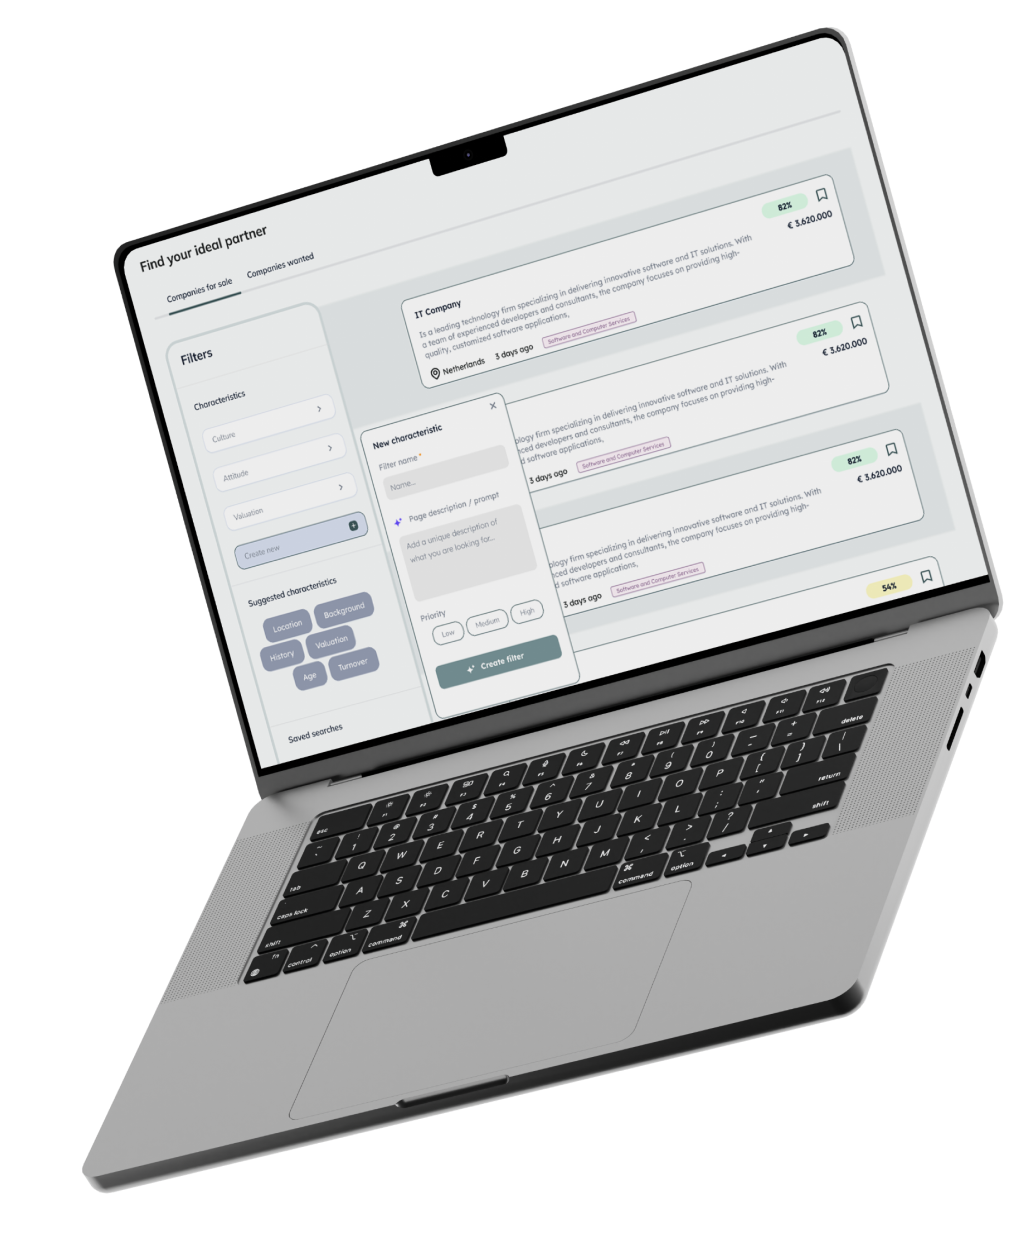 Find your ideal partner
Companies for sale
Companies wanted
Filters
Characteristics
Culture
Attitude
Valuation
Create new
Suggested characteristics
Location
Background
History
Valuation
Age
Turnover
Saved searches
New characteristic
Filter name*
Name...
Page description / prompt
Add a unique description of
what you are looking for...
Priority
Low
Medium
High
Create filter
82%
€ 3.620.000
IT Company
Is a leading technology firm specializing in delivering innovative software and IT solutions. With
a team of experienced developers and consultants, the company focuses on providing high-
quality, customized software applications,
Netherlands
3 days ago
Software and Computer Services
82%
€ 3.620.000
ology firm specializing in delivering innovative software and IT solutions. With
nced developers and consultants, the company focuses on providing high-
d software applications,
3 days ago
Software and Computer Services
82%
€ 3.620.000
ology firm specializing in delivering innovative software and IT solutions. With
nced developers and consultants, the company focuses on providing high-
d software applications,
3 days ago
Software and Computer Services
54%
esc
delete
tab
Q W E R T Y U I O P
return
caps lock
A S D F G H J K L
shift
Z X C V B N M
shift
fn
control
option
command
command
option